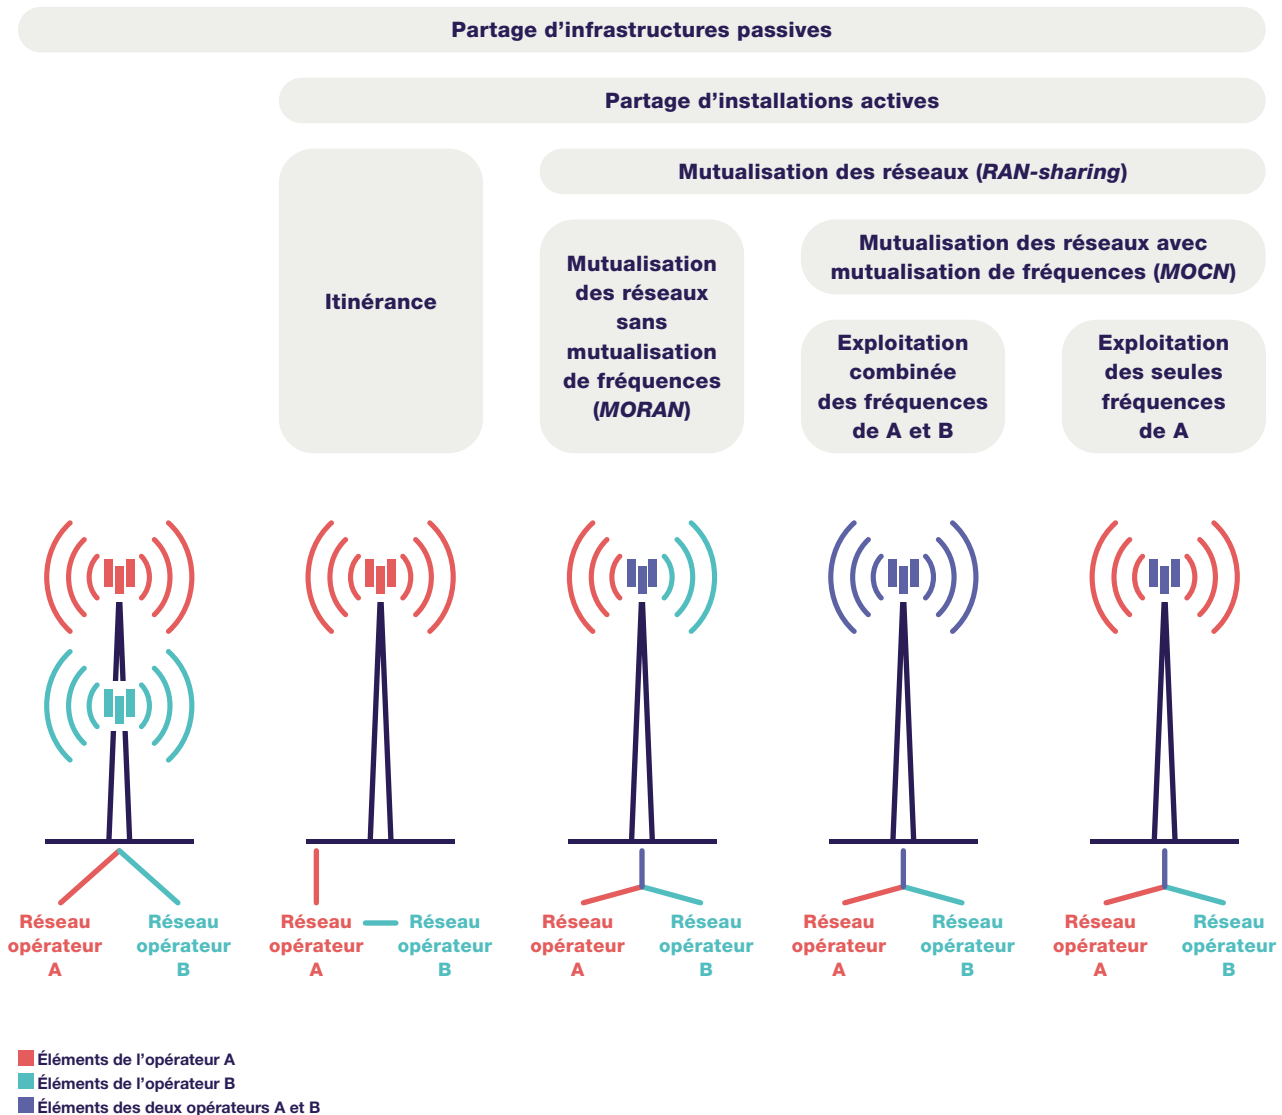 Partage d’infrastructures passives
Partage d’installations actives
Itinérance
Mutualisation des réseaux (RAN-sharing)
Mutualisation
des réseaux
sans
mutualisation
de fréquences
(MORAN)
Mutualisation des réseaux avec
mutualisation de fréquences (MOCN)
Exploitation
combinée
des fréquences
de A et B
Exploitation
des seules
fréquences
de A
Réseau
opérateur
A
Réseau
opérateur
B
Réseau
opérateur
A
Réseau
opérateur
B
Réseau
opérateur
A
Réseau
opérateur
B
Réseau
opérateur
A
Réseau
opérateur
B
Réseau
opérateur
A
Réseau
opérateur
B
Éléments de l’opérateur A
Éléments de l’opérateur B
Éléments des deux opérateurs A et B